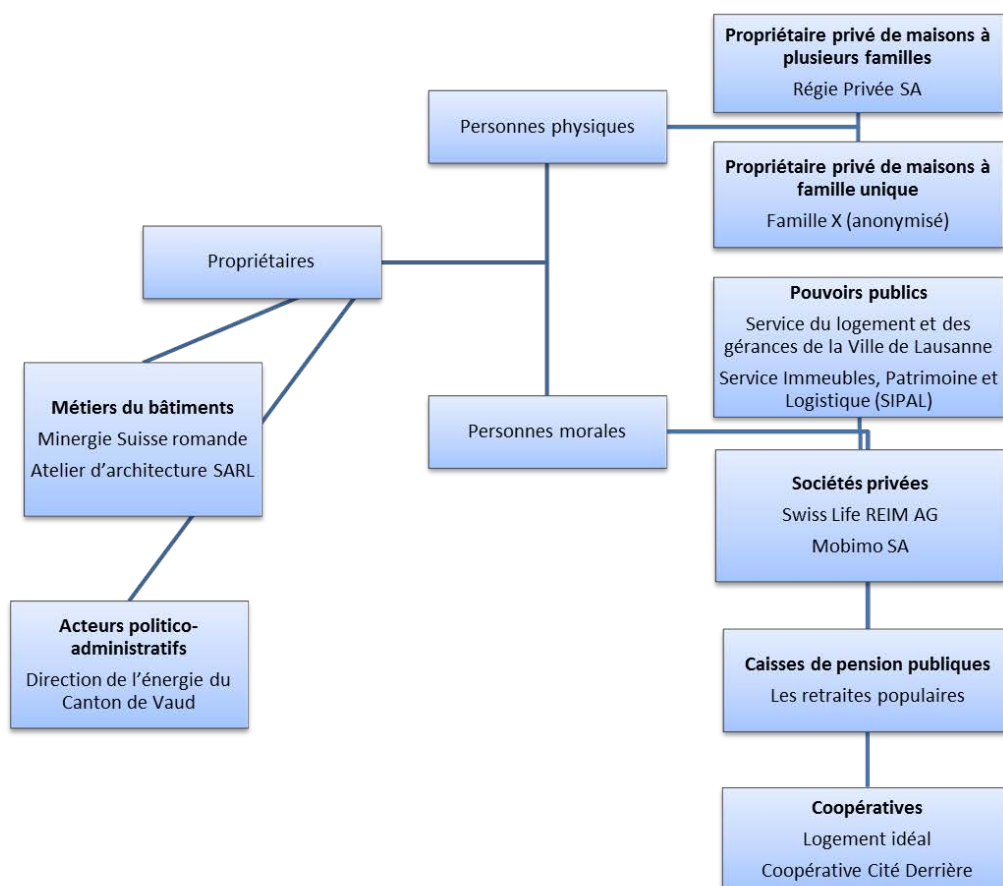 Propriétaire privé de maisons à
plusieurs familles
Régie Privée SA
Personnes physiques
Propriétaire privé de maisons à
famille unique
Famille X (anonymisé)
Propriétaires
Pouvoirs publics
Service du logement et des
gérances de la Ville de Lausanne
Service Immeubles, Patrimoine et
Logistique (SIPAL)
Métiers du bâtiments
Minergie Suisse romande
Atelier d’architecture SARL
Personnes morales
Sociétés privées
Swiss Life REIM AG
Mobimo SA
Acteurs politico-
administratifs
Direction de l’énergie du
Canton de Vaud
Caisses de pension publiques
Les retraites populaires
Coopératives
Logement idéal
Coopérative Cité Derrière